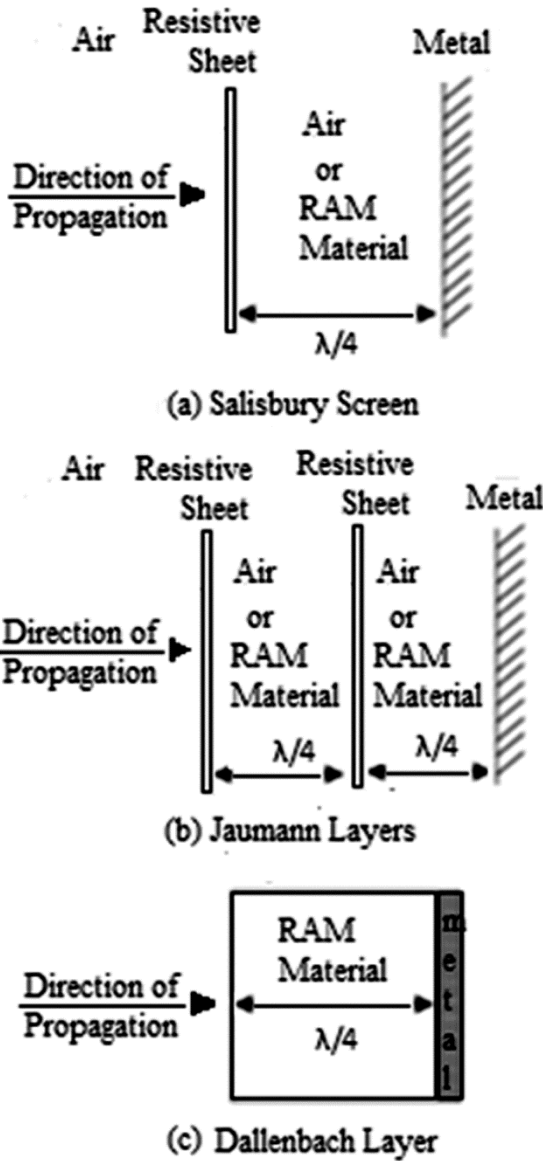 Air
Resistive
Sheet
Metal
Air
or
RAM
Material
Direction of
Propagation
λ/4
(a) Salisbury Screen
Air
Resistive
Sheet
Resistive
Sheet
Metal
Air
or
RAM
Material
Air
or
RAM
Material
Direction of
Propagation
λ/4
λ/4
(b) Jaumann Layers
RAM
Material
metal
Direction of
Propagation
λ/4
(c) Dallenbach Layer